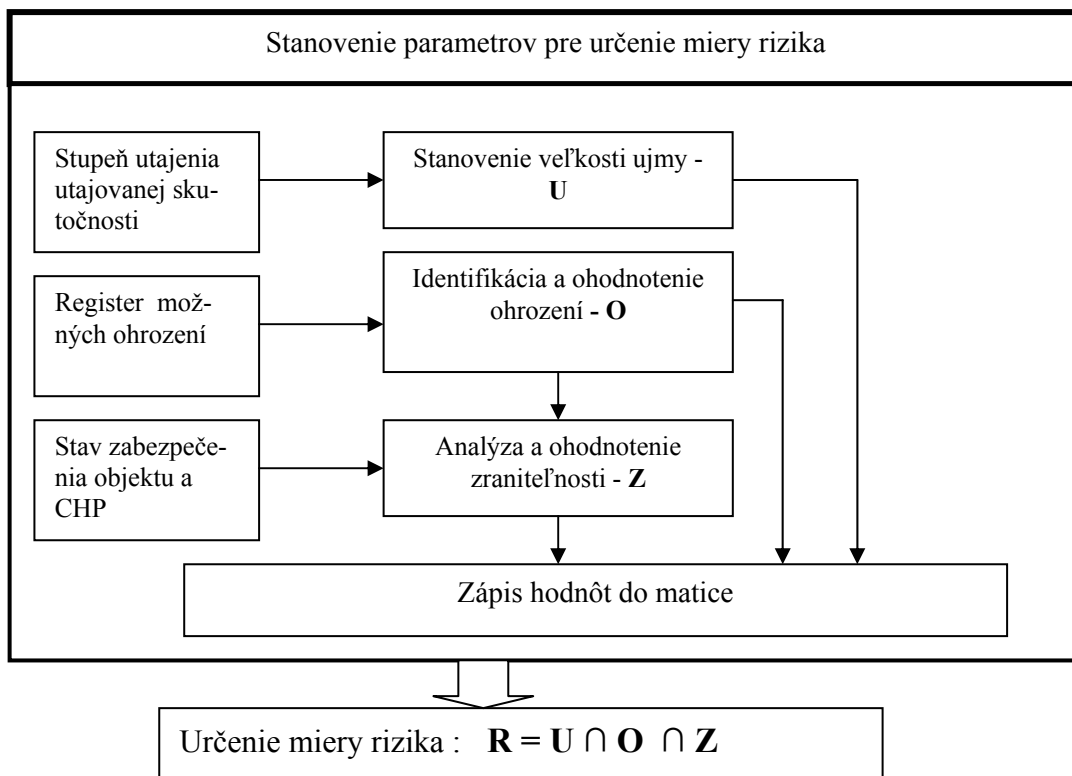 Stanovenie parametrov pre určenie miery rizika
Stupeň utajenia
utajovanej sku-
točnosti
Stanovenie veľkosti ujmy -
U
Register mož-
ných ohrození
Identifikácia a ohodnotenie
ohrození - O
Stav zabezpeče-
nia objektu a
CHP
Analýza a ohodnotenie
zraniteľnosti - Z
Zápis hodnôt do matice
Určenie miery rizika : R = U ∩ O ∩ Z